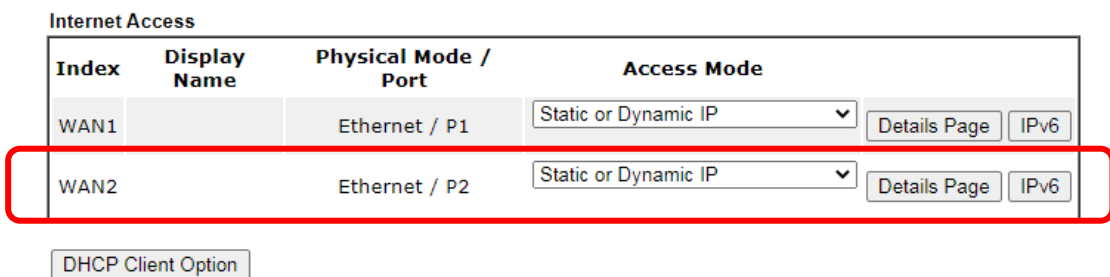 Internet Access
Index Display Name Physical Mode / Port Access Mode
WAN1 Ethernet / P1 Static or Dynamic IP Details Page IPv6
WAN2 Ethernet / P2 Static or Dynamic IP Details Page IPv6
DHCP Client Option